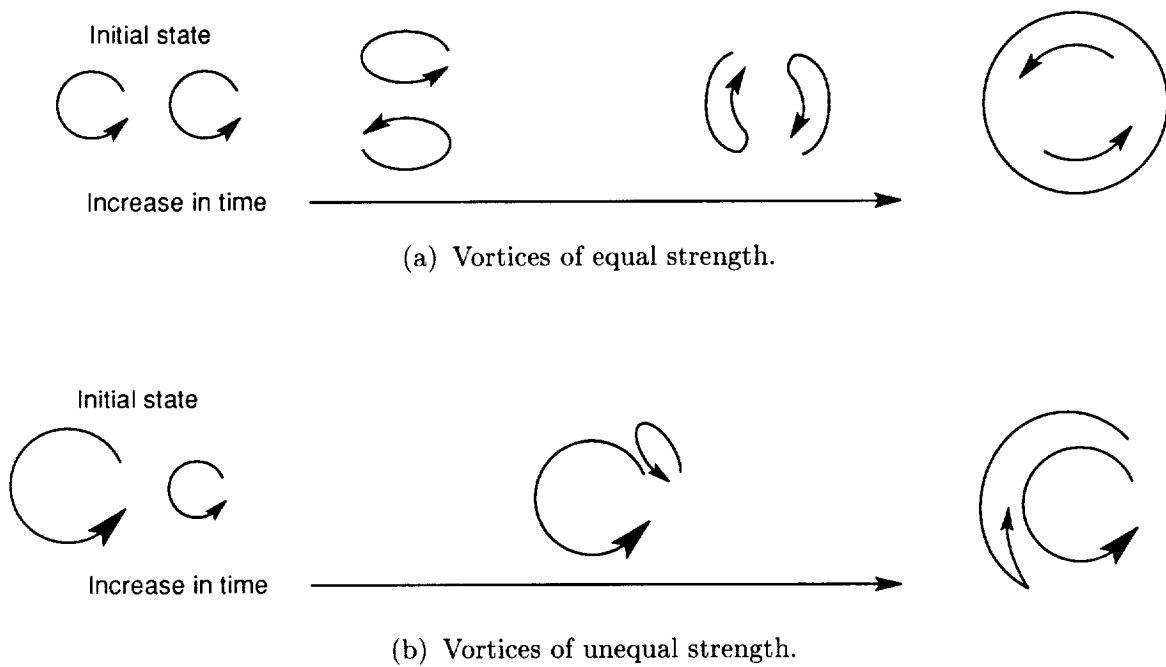 Initial state
Increase in time
(a) Vortices of equal strength.
Initial state
Increase in time
(b) Vortices of unequal strength.